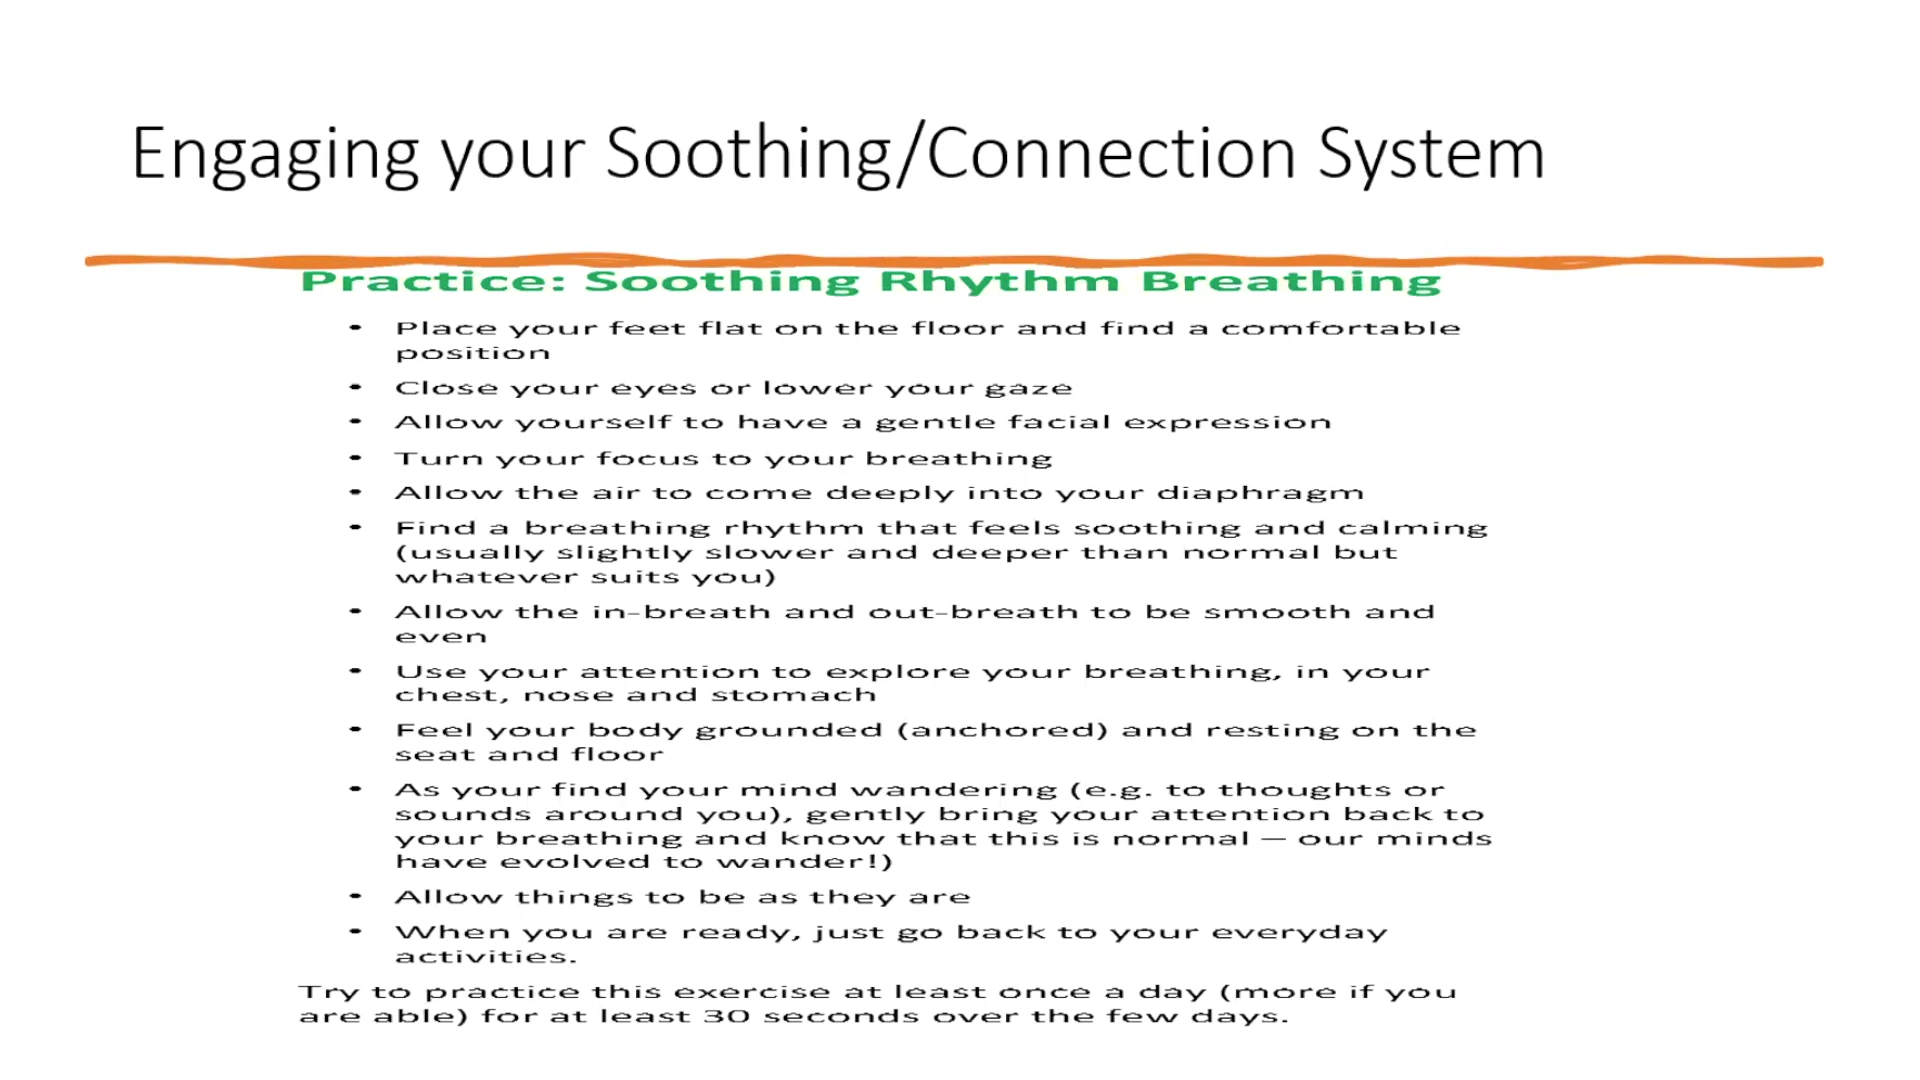 Engaging your Soothing/Connection System
Practice: Soothing Rhythm Breathing
• Place your feet flat on the floor and find a comfortable
position
• Close your eyes or lower your gaze
• Allow yourself to have a gentle facial expression
• Turn your focus to your breathing
• Allow the air to come deeply into your diaphragm
• Find a breathing rhythm that feels soothing and calming
(usually slightly slower and deeper than normal but
whatever suits you)
• Allow the in-breath and out-breath to be smooth and
even
• Use your attention to explore your breathing, in your
chest, nose and stomach
• Feel your body grounded (anchored) and resting on the
seat and floor
• As your find your mind wandering (e.g. to thoughts or
sounds around you), gently bring your attention back to
your breathing and know that this is normal – our minds
have evolved to wander!)
• Allow things to be as they are
• When you are ready, just go back to your everyday
activities.
Try to practice this exercise at least once a day (more if you
are able) for at least 30 seconds over the few days.